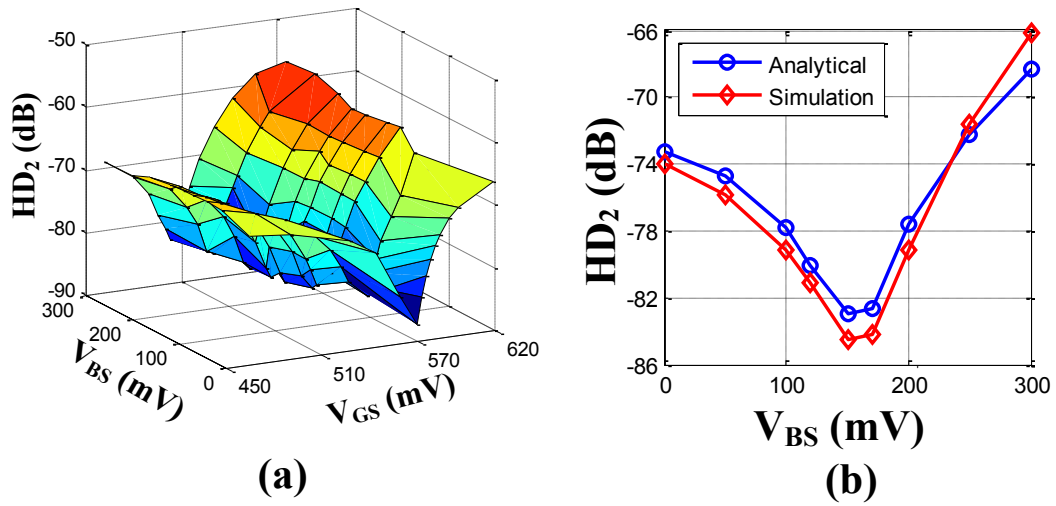 -50
-60
-70
-80
-90
HD2 (dB)
300
200
100
0
VBS (mV)
450
510
570
620
VGS (mV)
(a)
-66
-70
-74
-78
-82
-86
HD2 (dB)
Analytical
Simulation
0
100
200
300
VBS (mV)
(b)